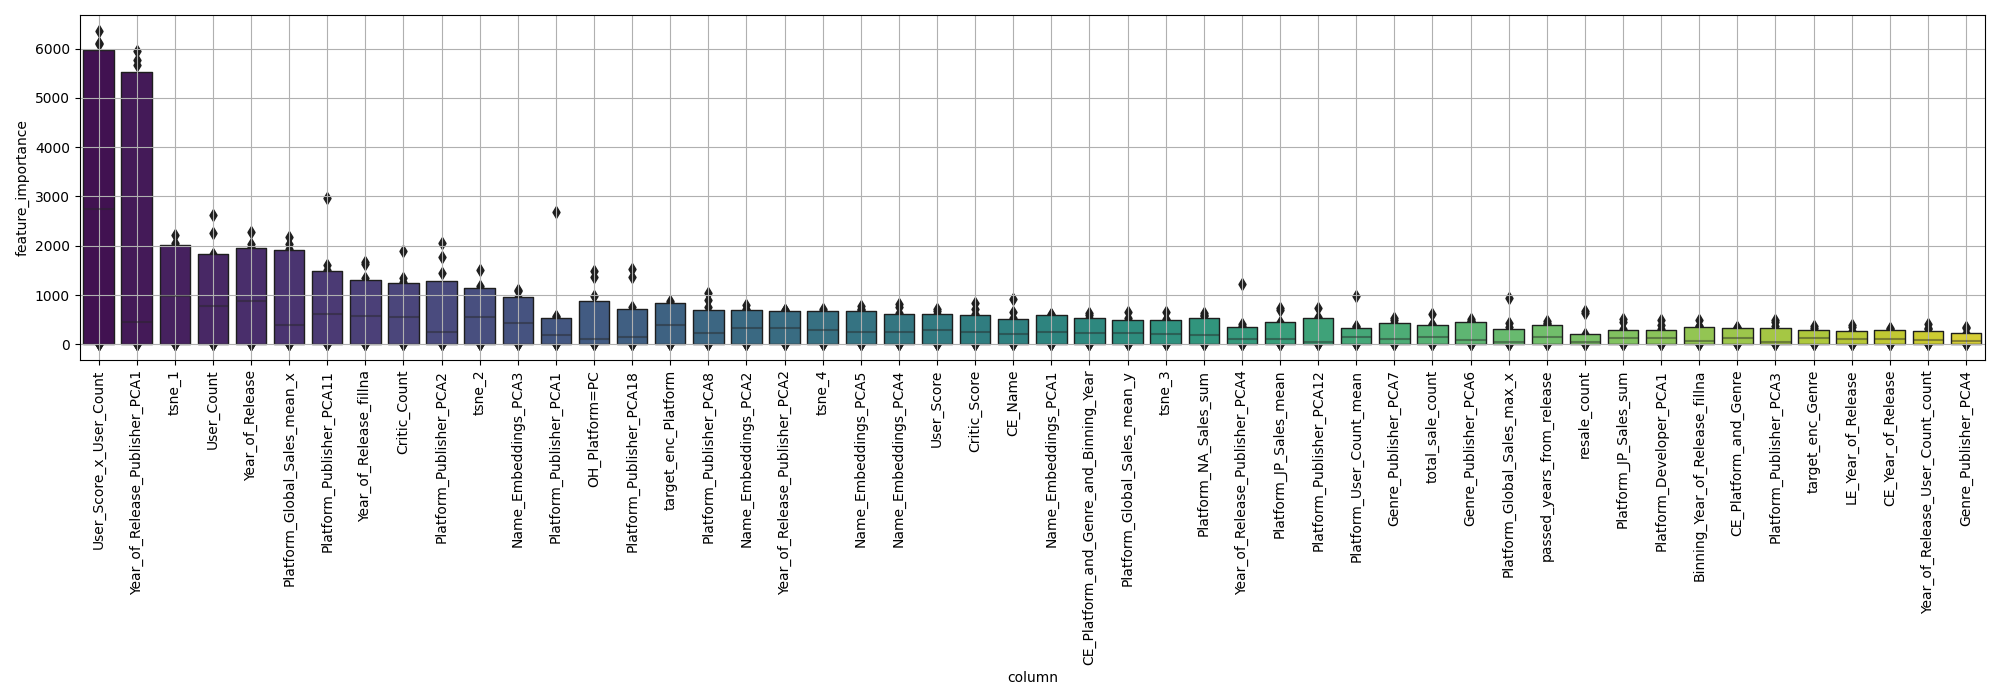 feature_importance
6000
5000
4000
3000
2000
1000
0
User_Score_x_User_Count
Year_of_Release_Publisher_PCA1
tsne_1
User_Count
Year_of_Release
Platform_Global_Sales_mean_x
Platform_Publisher_PCA11
Year_of_Release_fillna
Critic_Count
Platform_Publisher_PCA2
tsne_2
Name_Embeddings_PCA3
Platform_Publisher_PCA1
OH_Platform=PC
Platform_Publisher_PCA18
target_enc_Platform
Platform_Publisher_PCA8
Name_Embeddings_PCA2
Year_of_Release_Publisher_PCA2
tsne_4
Name_Embeddings_PCA5
Name_Embeddings_PCA4
User_Score
Critic_Score
CE_Name
Name_Embeddings_PCA1
CE_Platform_and_Genre_and_Binning_Year
Platform_Global_Sales_mean_y
tsne_3
Platform_NA_Sales_sum
Year_of_Release_Publisher_PCA4
Platform_JP_Sales_mean
Platform_Publisher_PCA12
Platform_User_Count_mean
Genre_Publisher_PCA7
total_sale_count
Genre_Publisher_PCA6
Platform_Global_Sales_max_x
passed_years_from_release
resale_count
Platform_JP_Sales_sum
Platform_Developer_PCA1
Binning_Year_of_Release_fillna
CE_Platform_and_Genre
Platform_Publisher_PCA3
target_enc_Genre
LE_Year_of_Release
CE_Year_of_Release
Year_of_Release_User_Count_count
Genre_Publisher_PCA4
column